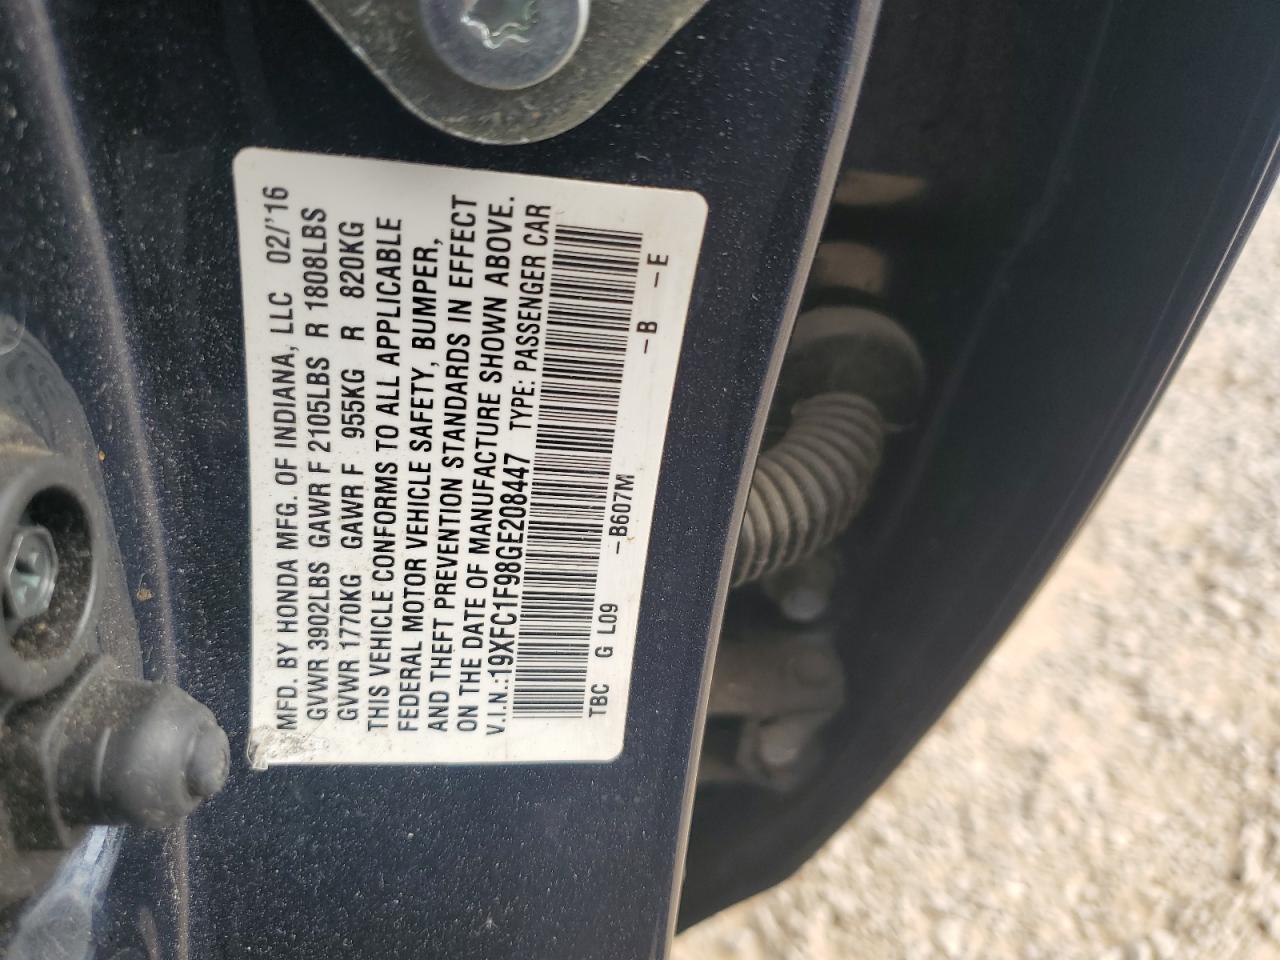 MFD. BY HONDA MFG. OF INDIANA, LLC 02/'16
GVWR 3902LBS GAWR F 2105LBS R 1808LBS
GVWR 1770KG GAWR F 955KG R 820KG
THIS VEHICLE CONFORMS TO ALL APPLICABLE
FEDERAL MOTOR VEHICLE SAFETY, BUMPER,
AND THEFT PREVENTION STANDARDS IN EFFECT
ON THE DATE OF MANUFACTURE SHOWN ABOVE.
V.I.N.:19XFC1F98GE208447 TYPE: PASSENGER CAR
TBC G L09 -B607M -B -E